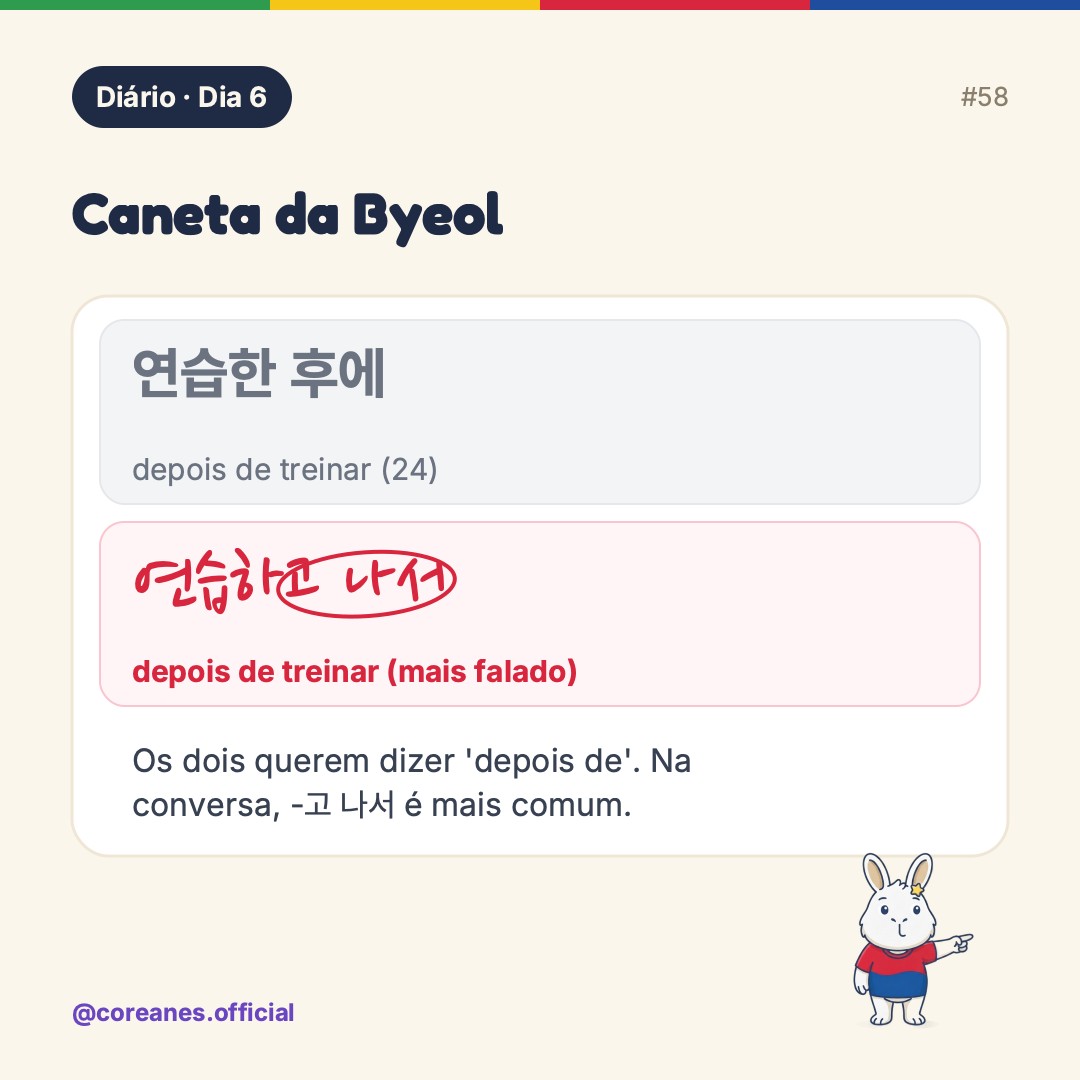 Diário · Dia 6
#58
Caneta da Byeol
연습한 후에
depois de treinar (24)
연습하고 나서
depois de treinar (mais falado)
Os dois querem dizer 'depois de'. Na
conversa, -고 나서 é mais comum.
@coreanes.official